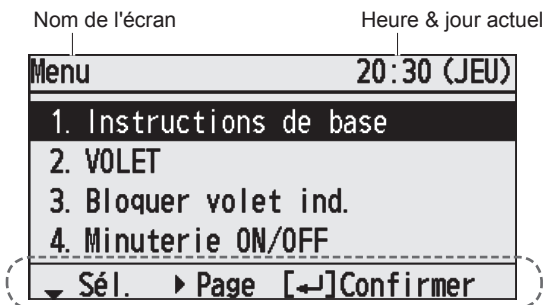 Nom de l'écran Heure & jour actuel
Menu 20:30 (JEU)
1. Instructions de base
2. VOLET
3. Bloquer volet ind.
4. Minuterie ON/OFF
Sél. ▶ Page [↵]Confirmer